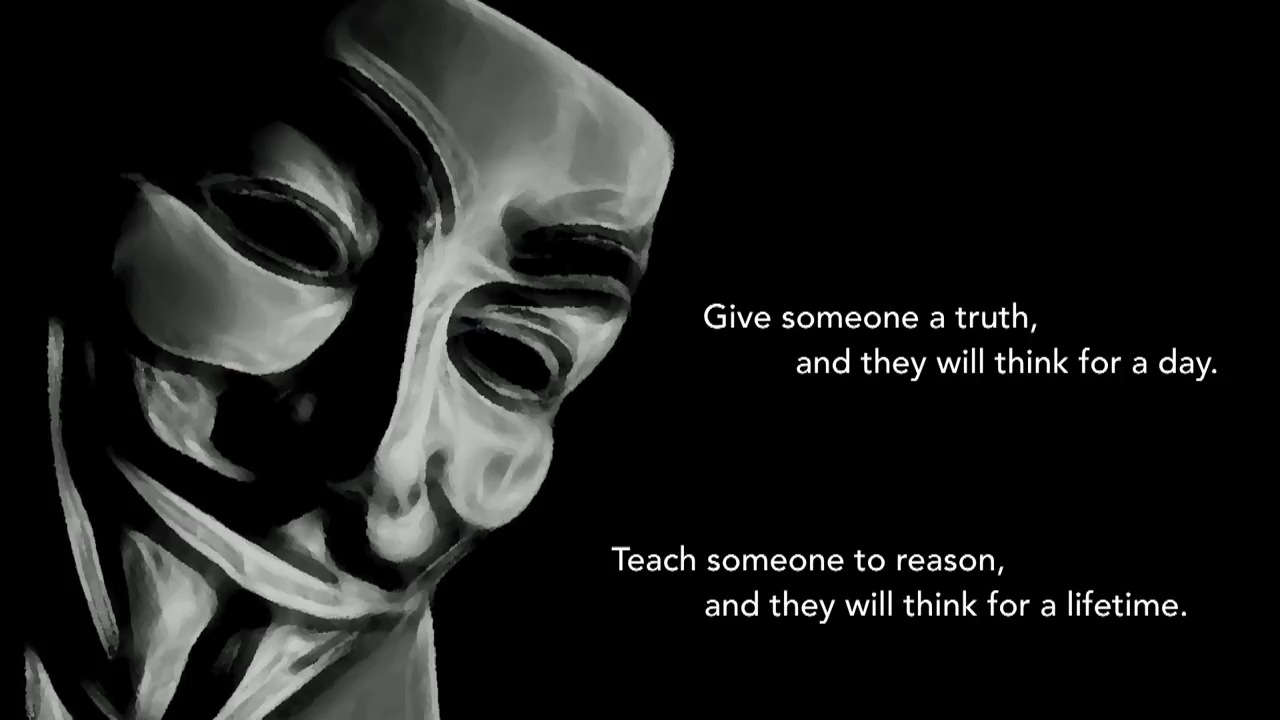 Give someone a truth,
and they will think for a day.
Teach someone to reason,
and they will think for a lifetime.